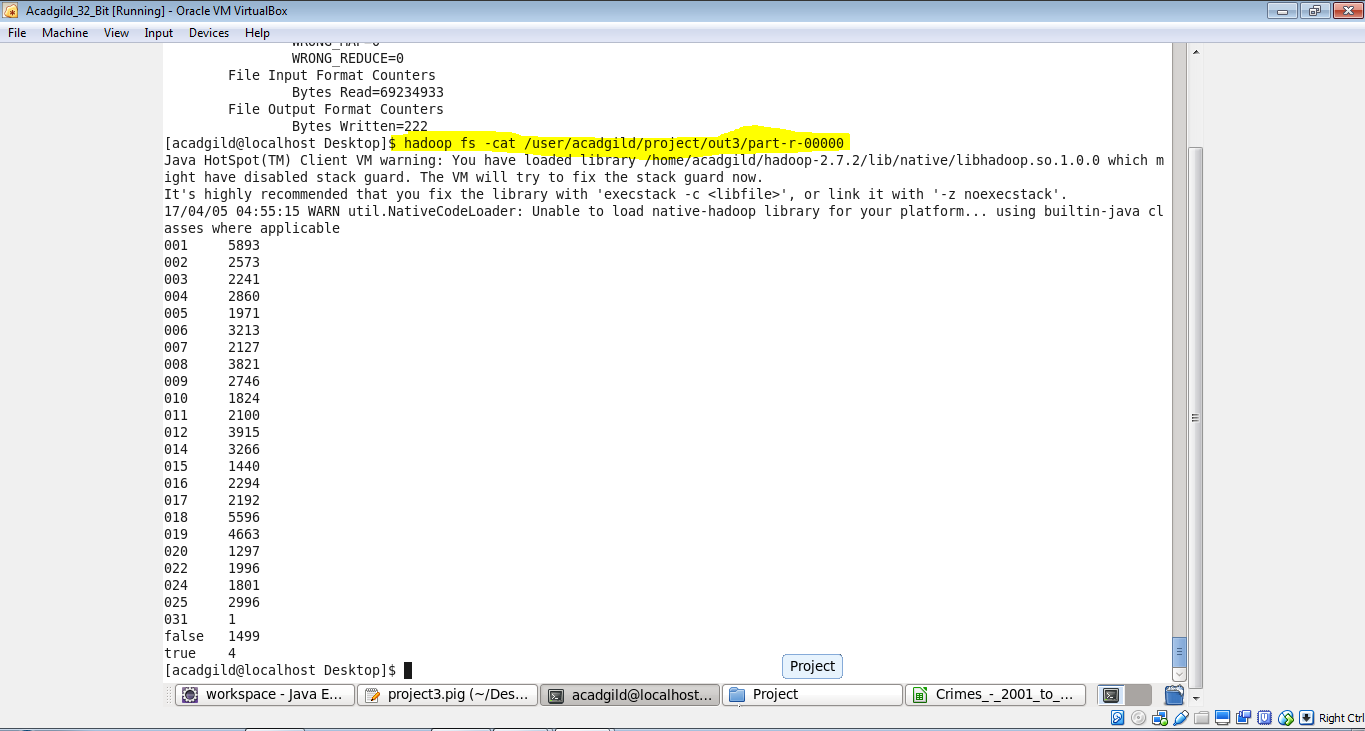 Acadgild_32_Bit [Running] - Oracle VM VirtualBox
File Machine View Input Devices Help
WRONG_MAP=0
WRONG_REDUCE=0
File Input Format Counters
Bytes Read=69234933
File Output Format Counters
Bytes Written=222
[acadgild@localhost Desktop]$ hadoop fs -cat /user/acadgild/project/out3/part-r-00000
Java HotSpot(TM) Client VM warning: You have loaded library /home/acadgild/hadoop-2.7.2/lib/native/libhadoop.so.1.0.0 which m
ight have disabled stack guard. The VM will try to fix the stack guard now.
It's highly recommended that you fix the library with 'execstack -c <libfile>', or link it with '-z noexecstack'.
17/04/05 04:55:15 WARN util.NativeCodeLoader: Unable to load native-hadoop library for your platform... using builtin-java cl
asses where applicable
001 5893
002 2573
003 2241
004 2860
005 1971
006 3213
007 2127
008 3821
009 2746
010 1824
011 2100
012 3915
014 3266
015 1440
016 2294
017 2192
018 5596
019 4663
020 1297
022 1996
024 1801
025 2996
031 1
false 1499
true 4
[acadgild@localhost Desktop]$
Project
workspace - Java E... project3.pig (~/Des... acadgild@localhost... Project Crimes_-_2001_to_...
Right Ctrl